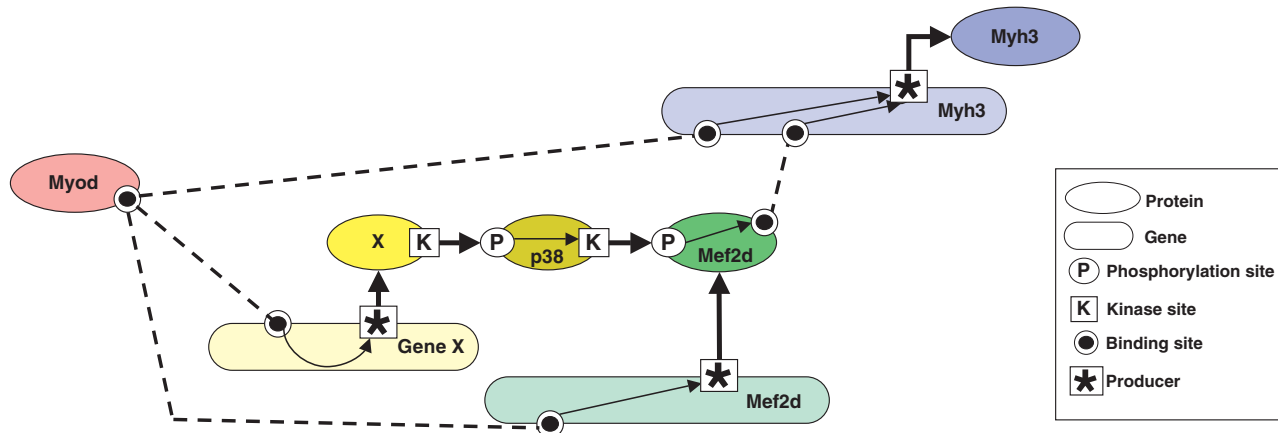 Myh3
Myh3
Myod
X
K
P
p38
K
P
Mef2d
Gene X
Mef2d
Protein
Gene
P Phosphorylation site
K Kinase site
Binding site
Producer